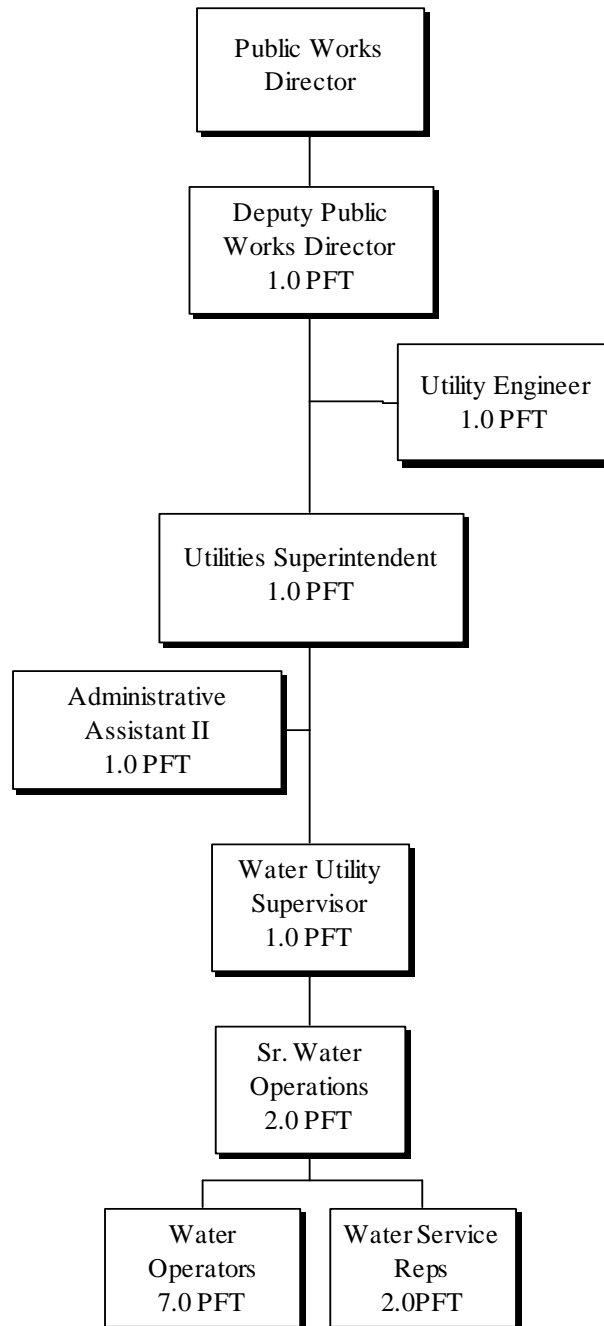 Public Works
Director
Deputy Public
Works Director
1.0 PFT
Utility Engineer
1.0 PFT
Utilities Superintendent
1.0 PFT
Administrative
Assistant II
1.0 PFT
Water Utility
Supervisor
1.0 PFT
Sr. Water
Operations
2.0 PFT
Water
Operators
7.0 PFT
Water Service
Reps
2.0PFT